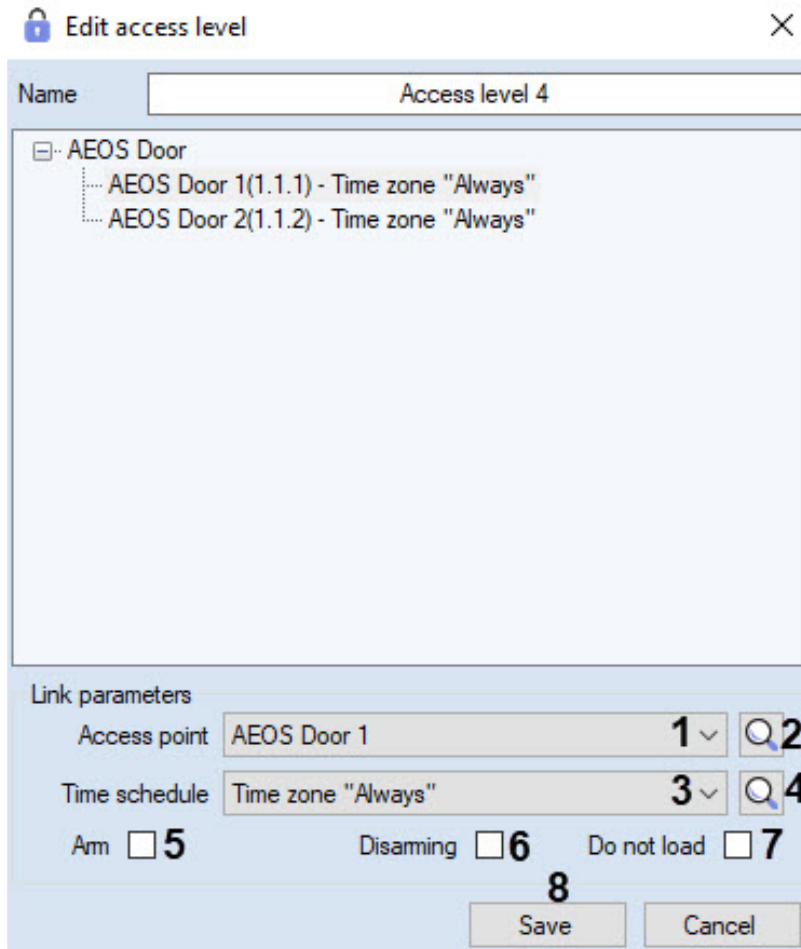 Edit access level
Name Access level 4
AEOS Door
AEOS Door 1(1.1.1) - Time zone "Always"
AEOS Door 2(1.1.2) - Time zone "Always"
Link parameters
Access point AEOS Door 1 1 2
Time schedule Time zone "Always" 3 4
Arm 5 Disarming 6 Do not load 7
8
Save Cancel